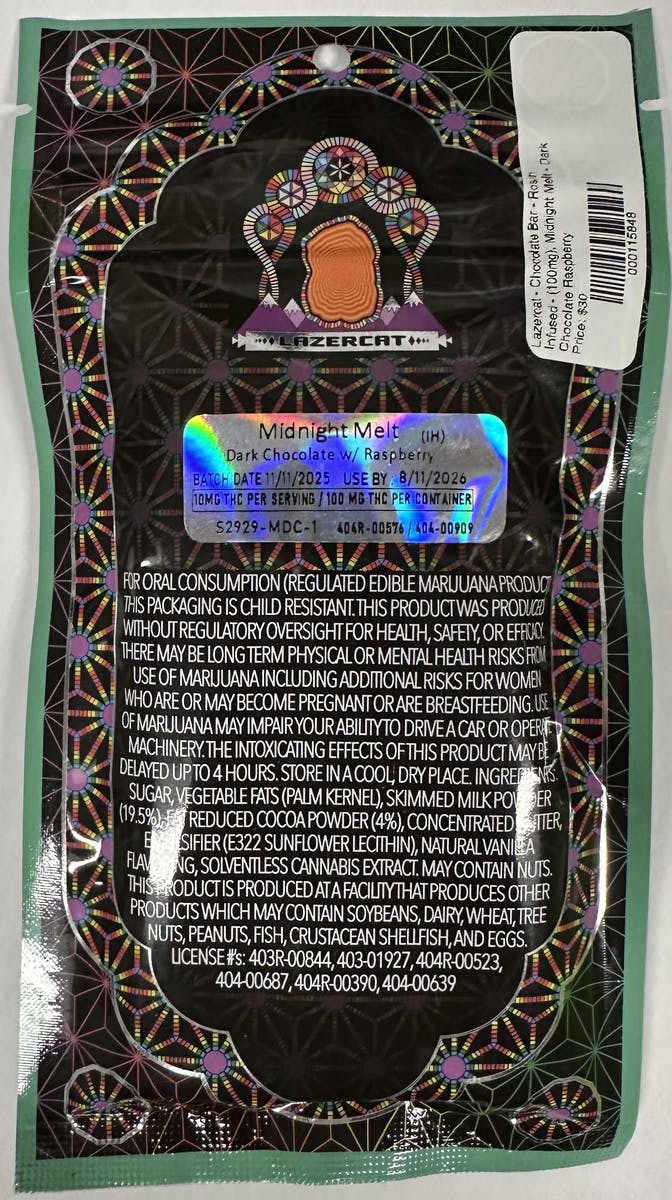 Lazercat - Chocolate Bar - Rosin
Infused - (100mg), Midnight Melt - Dark
Chocolate Raspberry
Price: $30
000115848
LAZERCAT
Midnight Melt (IH)
Dark Chocolate w/ Raspberry
BATCH DATE 11/11/2025 USE BY: 8/11/2026
10MG THC PER SERVING / 100 MG THC PER CONTAINER
S2929-MDC-1 404R-00576 / 404-00909
FOR ORAL CONSUMPTION (REGULATED EDIBLE MARIJUANA PRODUCT
THIS PACKAGING IS CHILD RESISTANT. THIS PRODUCT WAS PRODUCED
WITHOUT REGULATORY OVERSIGHT FOR HEALTH, SAFETY, OR EFFICACY.
THERE MAY BE LONG TERM PHYSICAL OR MENTAL HEALTH RISKS FROM
USE OF MARIJUANA INCLUDING ADDITIONAL RISKS FOR WOMEN
WHO ARE OR MAY BECOME PREGNANT OR ARE BREASTFEEDING. USE
OF MARIJUANA MAY IMPAIR YOUR ABILITY TO DRIVE A CAR OR OPERATE
MACHINERY. THE INTOXICATING EFFECTS OF THIS PRODUCT MAY BE
DELAYED UP TO 4 HOURS. STORE IN A COOL, DRY PLACE. INGREDIENTS:
SUGAR, VEGETABLE FATS (PALM KERNEL), SKIMMED MILK POWDER
(19.5%), FAT REDUCED COCOA POWDER (4%), CONCENTRATED BUTTER,
EMULSIFIER (E322 SUNFLOWER LECITHIN), NATURAL VANILLA
FLAVORING, SOLVENTLESS CANNABIS EXTRACT. MAY CONTAIN NUTS.
THIS PRODUCT IS PRODUCED AT A FACILITY THAT PRODUCES OTHER
PRODUCTS WHICH MAY CONTAIN SOYBEANS, DAIRY, WHEAT, TREE
NUTS, PEANUTS, FISH, CRUSTACEAN SHELLFISH, AND EGGS.
LICENSE #'s: 403R-00844, 403-01927, 404R-00523,
404-00687, 404R-00390, 404-00639